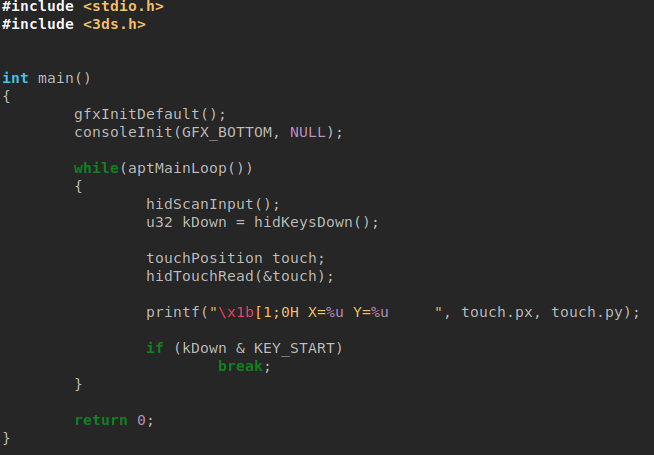 #include <stdio.h>
#include <3ds.h>
int main()
{
        gfxInitDefault();
        consoleInit(GFX_BOTTOM, NULL);
        while(aptMainLoop())
        {
                hidScanInput();
                u32 kDown = hidKeysDown();
                touchPosition touch;
                hidTouchRead(&touch);
                printf("\x1b[1;0H X=%u Y=%u     ", touch.px, touch.py);
                if (kDown & KEY_START)
                        break;
        }
        return 0;
}